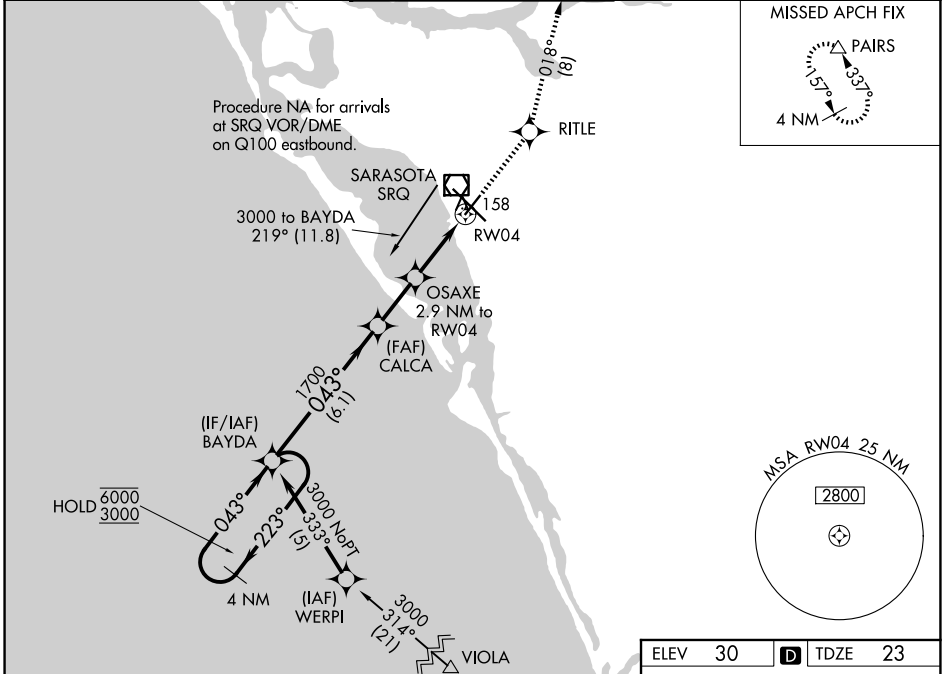 MISSED APCH FIX
PAIRS
157°
337°
4 NM
018°
(8)
Procedure NA for arrivals
at SRQ VOR/DME
on Q100 eastbound.
RITLE
SARASOTA
SRQ
158
RW04
3000 to BAYDA
219° (11.8)
OSAXE
2.9 NM to
RW04
(FAF)
CALCA
1700
043°
(6.1)
(IF/IAF)
BAYDA
HOLD
6000
3000
043°
223°
4 NM
3000 NoPT
333°
(5)
(IAF)
WERPI
3000
314°
(21)
VIOLA
MSA RW04 25 NM
2800
ELEV 30 D TDZE 23